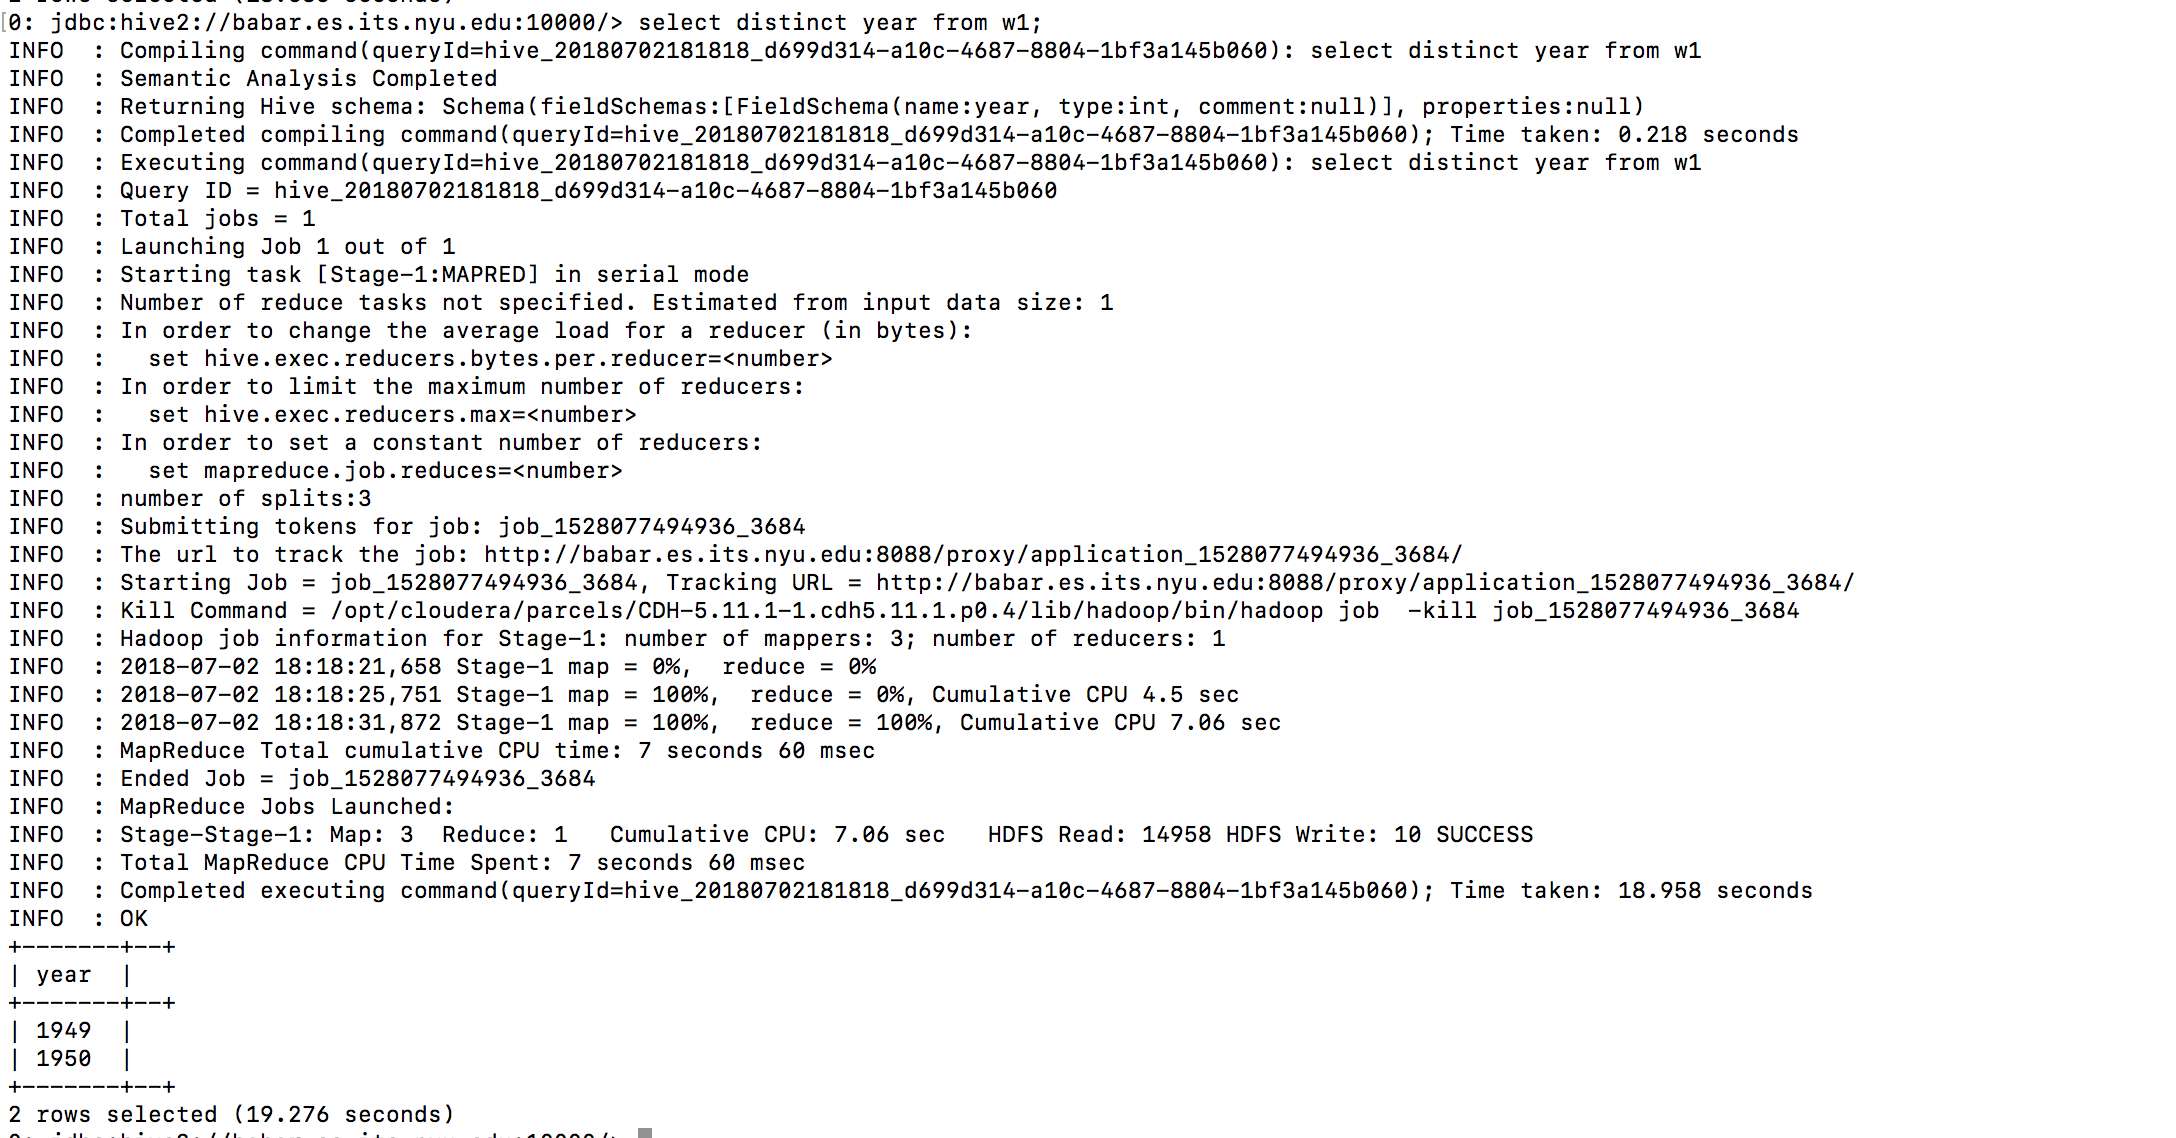 0: jdbc:hive2://babar.es.its.nyu.edu:10000/> select distinct year from w1;
INFO  : Compiling command(queryId=hive_20180702181818_d699d314-a10c-4687-8804-1bf3a145b060): select distinct year from w1
INFO  : Semantic Analysis Completed
INFO  : Returning Hive schema: Schema(fieldSchemas:[FieldSchema(name:year, type:int, comment:null)], properties:null)
INFO  : Completed compiling command(queryId=hive_20180702181818_d699d314-a10c-4687-8804-1bf3a145b060); Time taken: 0.218 seconds
INFO  : Executing command(queryId=hive_20180702181818_d699d314-a10c-4687-8804-1bf3a145b060): select distinct year from w1
INFO  : Query ID = hive_20180702181818_d699d314-a10c-4687-8804-1bf3a145b060
INFO  : Total jobs = 1
INFO  : Launching Job 1 out of 1
INFO  : Starting task [Stage-1:MAPRED] in serial mode
INFO  : Number of reduce tasks not specified. Estimated from input data size: 1
INFO  : In order to change the average load for a reducer (in bytes):
INFO  :   set hive.exec.reducers.bytes.per.reducer=<number>
INFO  : In order to limit the maximum number of reducers:
INFO  :   set hive.exec.reducers.max=<number>
INFO  : In order to set a constant number of reducers:
INFO  :   set mapreduce.job.reduces=<number>
INFO  : number of splits:3
INFO  : Submitting tokens for job: job_1528077494936_3684
INFO  : The url to track the job: http://babar.es.its.nyu.edu:8088/proxy/application_1528077494936_3684/
INFO  : Starting Job = job_1528077494936_3684, Tracking URL = http://babar.es.its.nyu.edu:8088/proxy/application_1528077494936_3684/
INFO  : Kill Command = /opt/cloudera/parcels/CDH-5.11.1-1.cdh5.11.1.p0.4/lib/hadoop/bin/hadoop job  -kill job_1528077494936_3684
INFO  : Hadoop job information for Stage-1: number of mappers: 3; number of reducers: 1
INFO  : 2018-07-02 18:18:21,658 Stage-1 map = 0%,  reduce = 0%
INFO  : 2018-07-02 18:18:25,751 Stage-1 map = 100%,  reduce = 0%, Cumulative CPU 4.5 sec
INFO  : 2018-07-02 18:18:31,872 Stage-1 map = 100%,  reduce = 100%, Cumulative CPU 7.06 sec
INFO  : MapReduce Total cumulative CPU time: 7 seconds 60 msec
INFO  : Ended Job = job_1528077494936_3684
INFO  : MapReduce Jobs Launched:
INFO  : Stage-Stage-1: Map: 3  Reduce: 1   Cumulative CPU: 7.06 sec   HDFS Read: 14958 HDFS Write: 10 SUCCESS
INFO  : Total MapReduce CPU Time Spent: 7 seconds 60 msec
INFO  : Completed executing command(queryId=hive_20180702181818_d699d314-a10c-4687-8804-1bf3a145b060); Time taken: 18.958 seconds
INFO  : OK
+-------+--+
| year  |
+-------+--+
| 1949  |
| 1950  |
+-------+--+
2 rows selected (19.276 seconds)